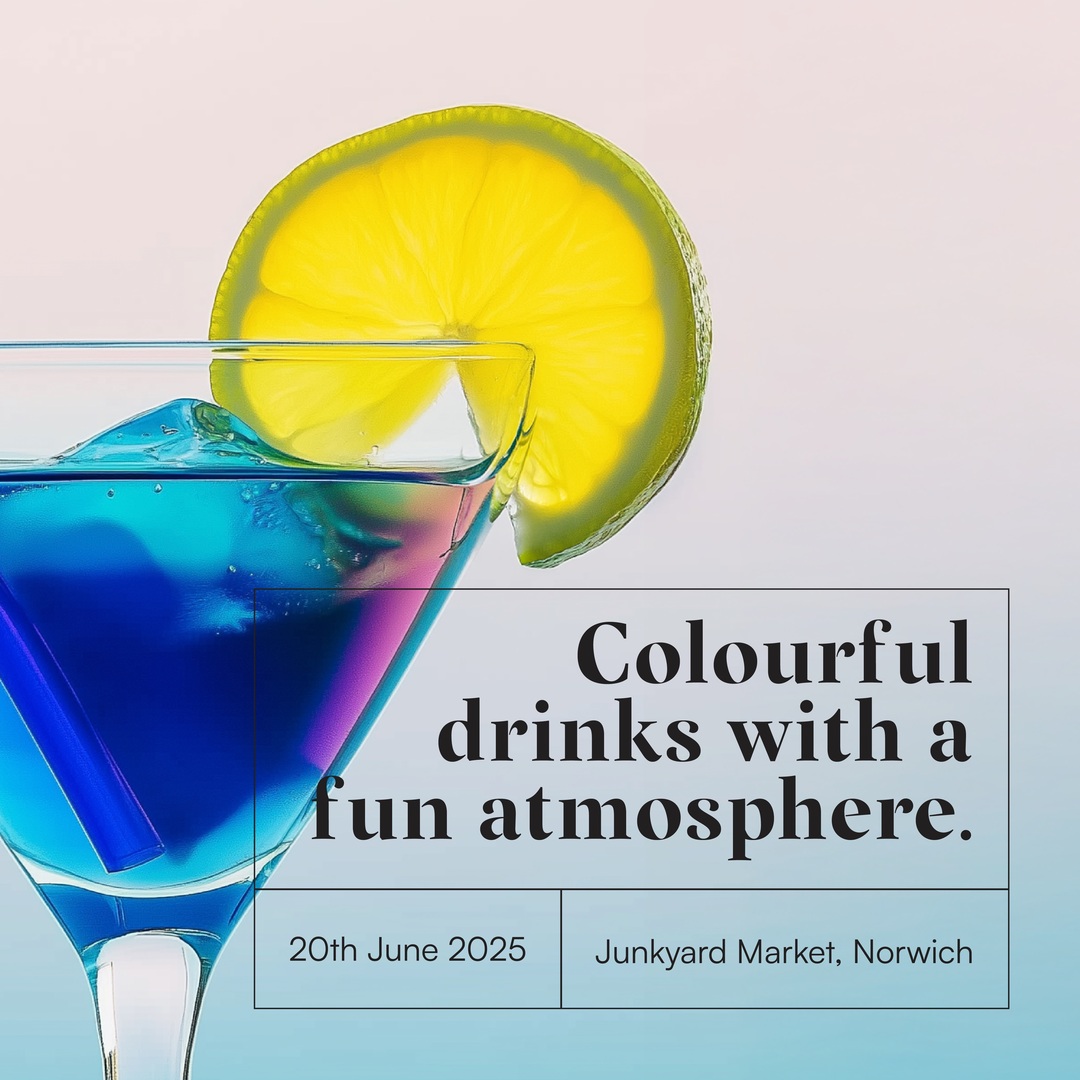 Colourful
drinks with a
fun atmosphere.
20th June 2025
Junkyard Market, Norwich